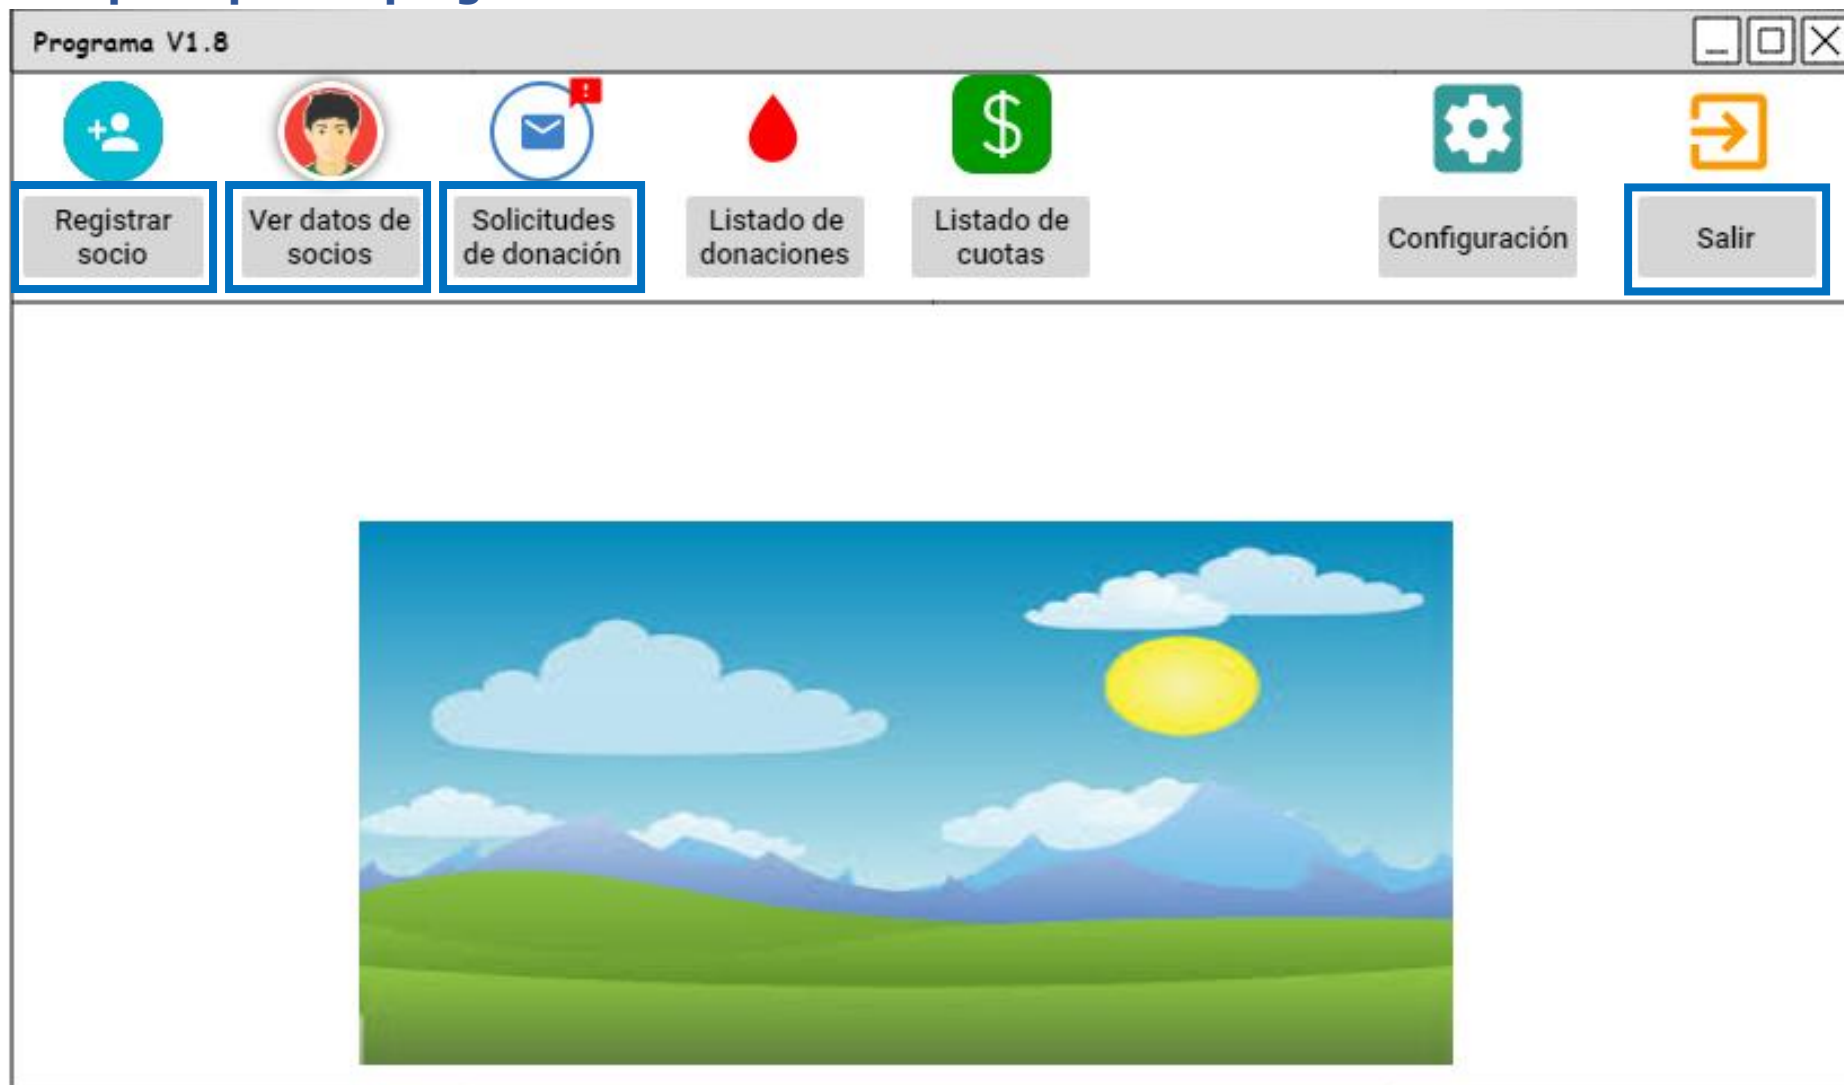 Programa V1.8
Registrar
socio
Ver datos de
socios
Solicitudes
de donación
Listado de
donaciones
Listado de
cuotas
Configuración
Salir